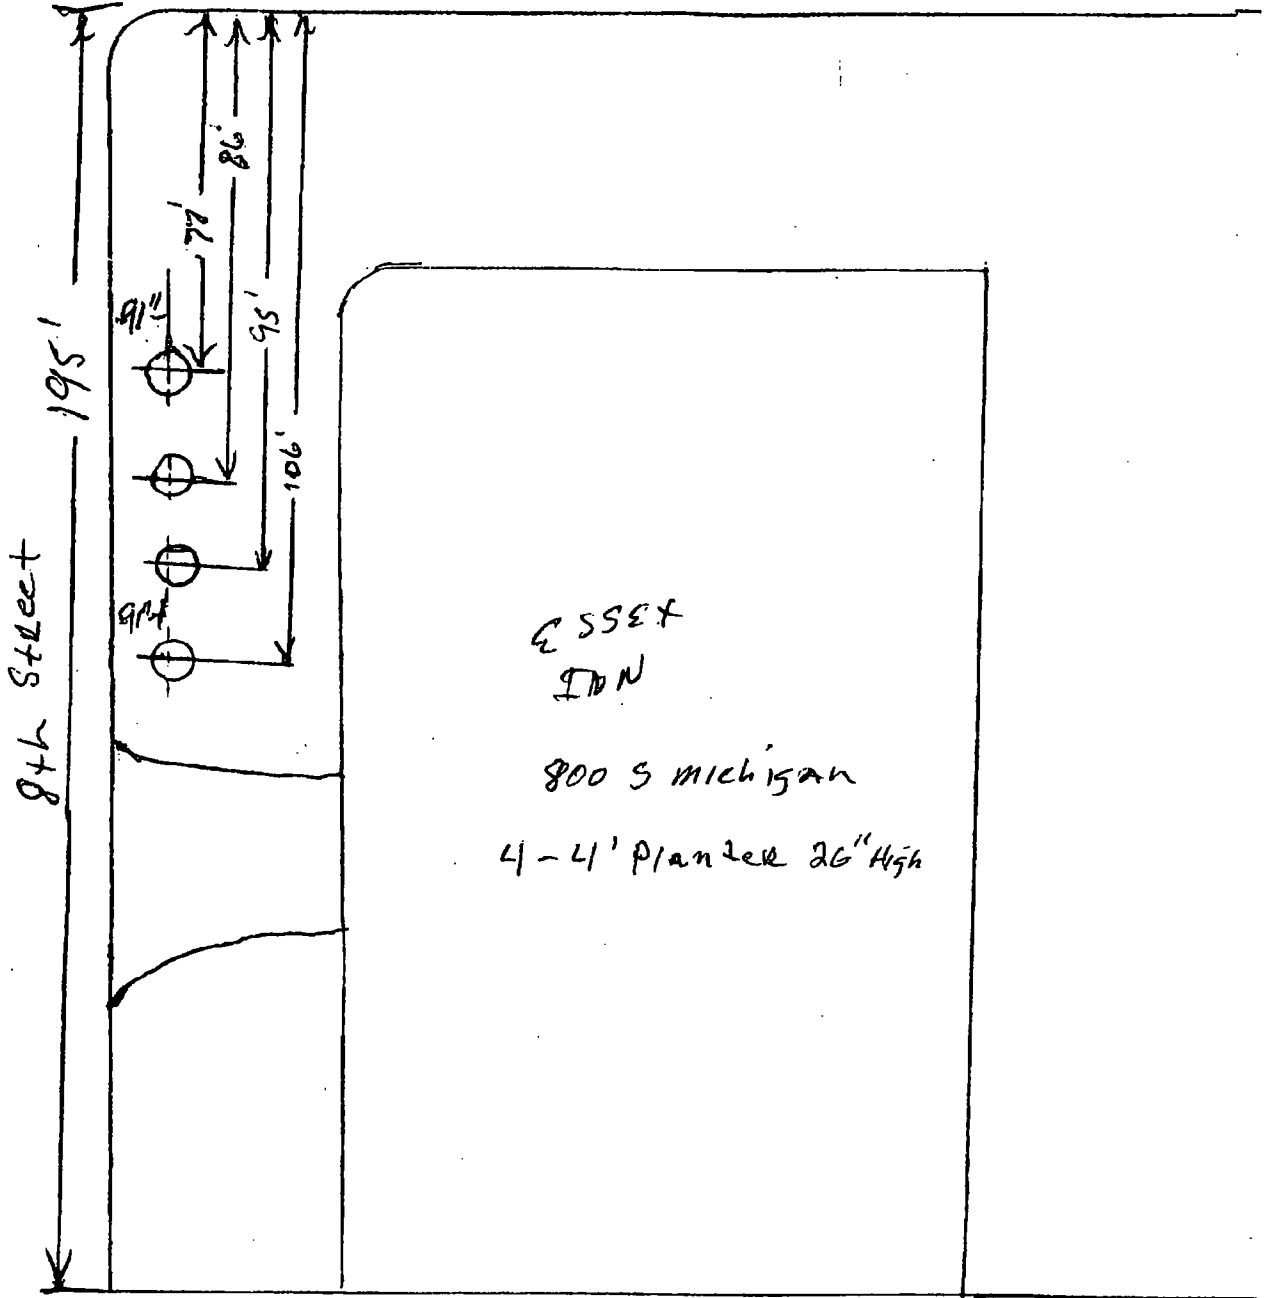 8th Street
195'
77'
86'
95'
106'
91"
ESSEX
INN
800 S michigan
4-4' Planter 26" High